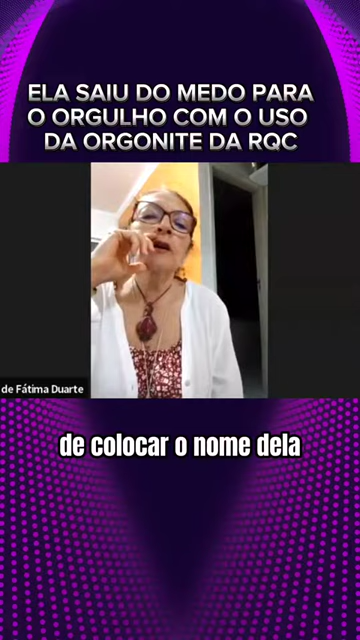 ELA SAIU DO MEDO PARA
O ORGULHO COM O USO
DA ORGONITE DA RQC
de Fátima Duarte
de colocar o nome dela